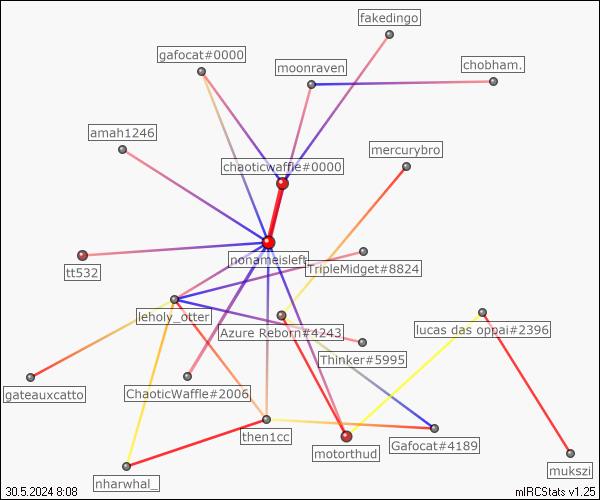 fakedingo
gafocat#0000
moonraven
chobham.
amah1246
mercurybro
chaoticwaffle#0000
nonameisleft
TripleMidget#8824
tt532
leholy_otter
Azure Reborn#4243
lucas das oppai#2396
Thinker#5995
gateauxcatto
ChaoticWaffle#2006
then1cc
Gafocat#4189
motorthud
mukszi
nharwhal_
30.5.2024 8:08
mIRCStats v1.25